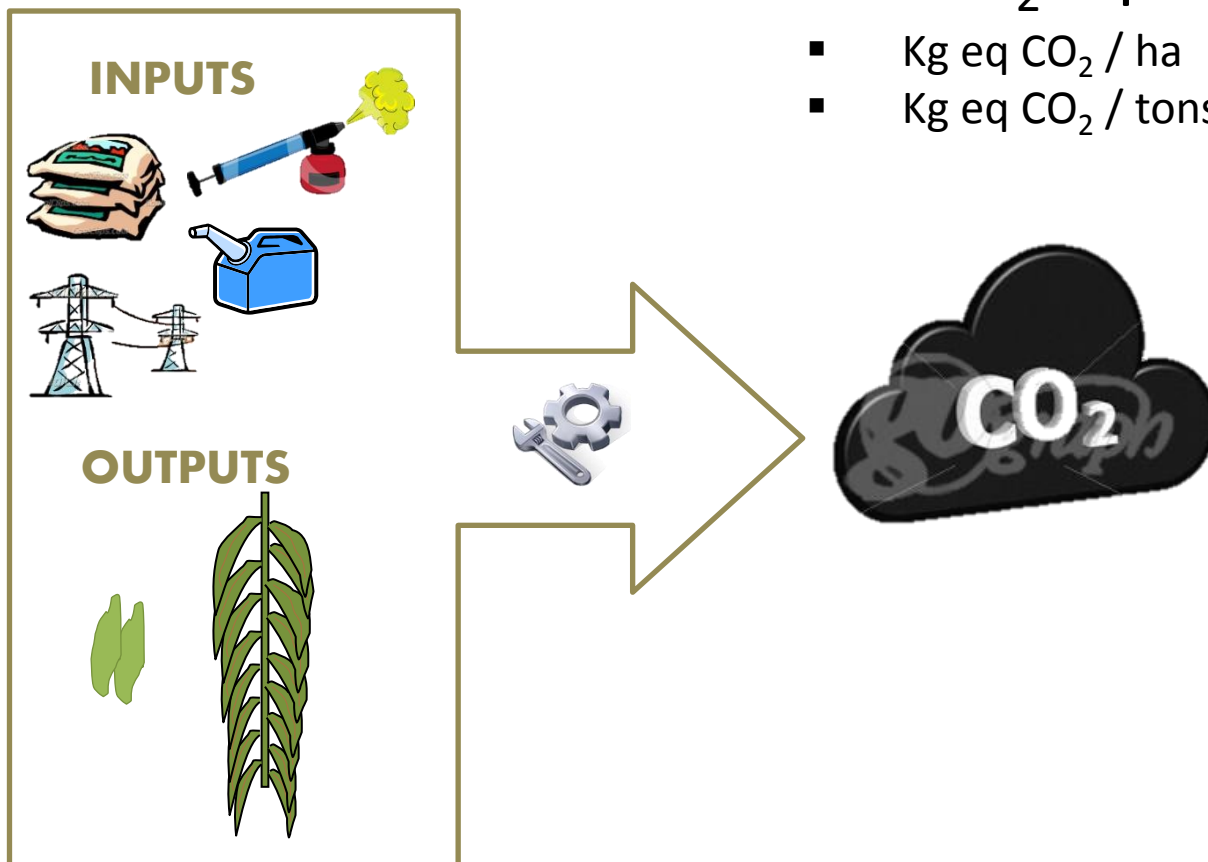 INPUTS
Kg eq CO₂ / ha
Kg eq CO₂ / tons
OUTPUTS
CO₂